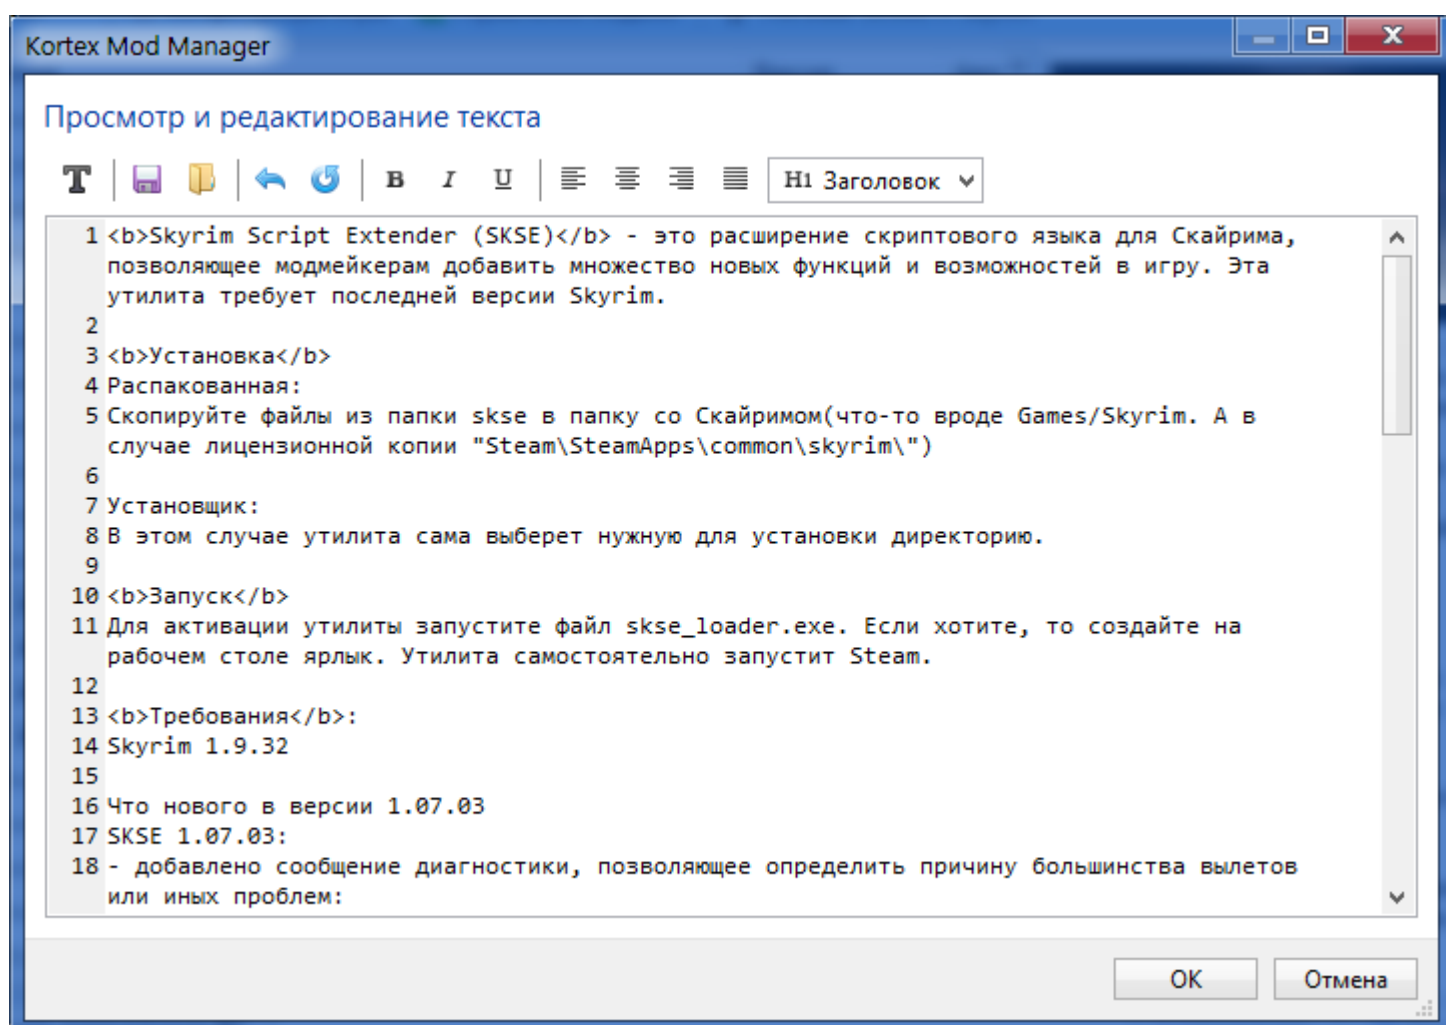 Kortex Mod Manager
Просмотр и редактирование текста
T B I U H1 Заголовок
1 <b>Skyrim Script Extender (SKSE)</b> - это расширение скриптового языка для Скайрима,
позволяющее модмейкерам добавить множество новых функций и возможностей в игру. Эта
утилита требует последней версии Skyrim.
2
3 <b>Установка</b>
4 Распакованная:
5 Скопируйте файлы из папки skse в папку со Скайримом(что-то вроде Games/Skyrim. А в
случае лицензионной копии "Steam\SteamApps\common\skyrim\")
6
7 Установщик:
8 В этом случае утилита сама выберет нужную для установки директорию.
9
10 <b>Запуск</b>
11 Для активации утилиты запустите файл skse_loader.exe. Если хотите, то создайте на
рабочем столе ярлык. Утилита самостоятельно запустит Steam.
12
13 <b>Требования</b>:
14 Skyrim 1.9.32
15
16 Что нового в версии 1.07.03
17 SKSE 1.07.03:
18 - добавлено сообщение диагностики, позволяющее определить причину большинства вылетов
или иных проблем:
OK Отмена